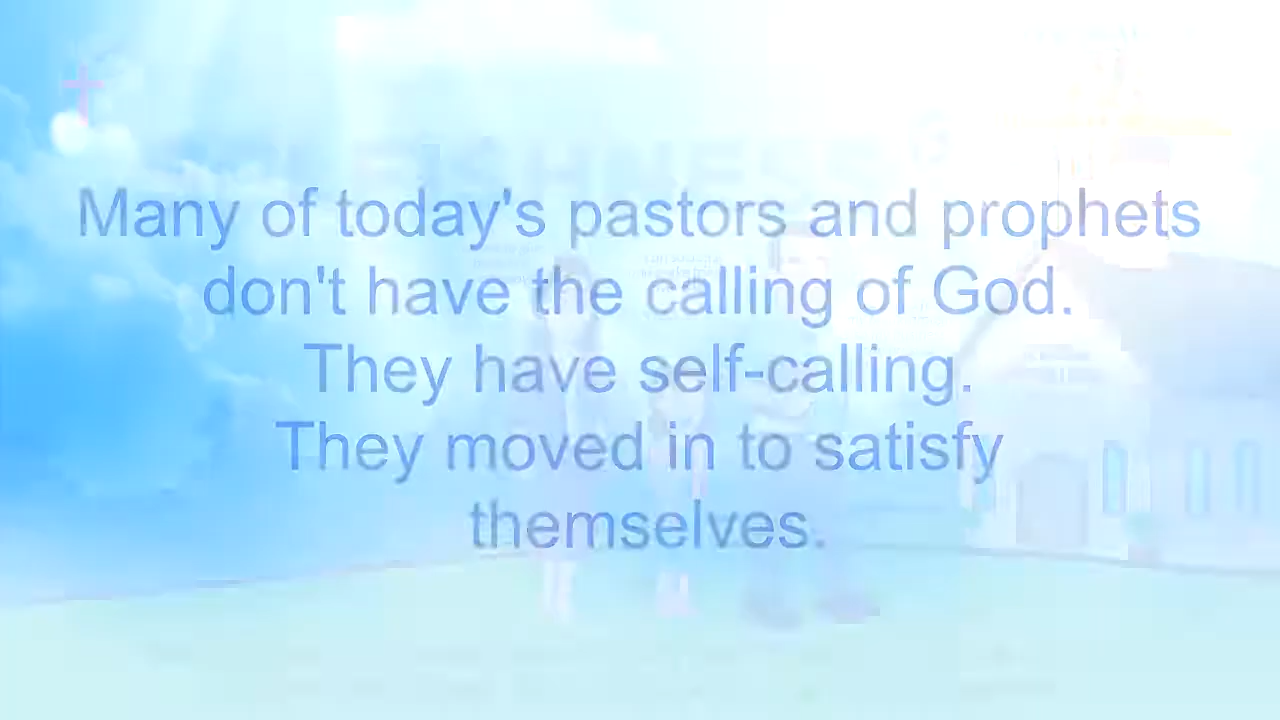 Many of today's pastors and prophets
don't have the calling of God.
They have self-calling.
They moved in to satisfy
themselves.